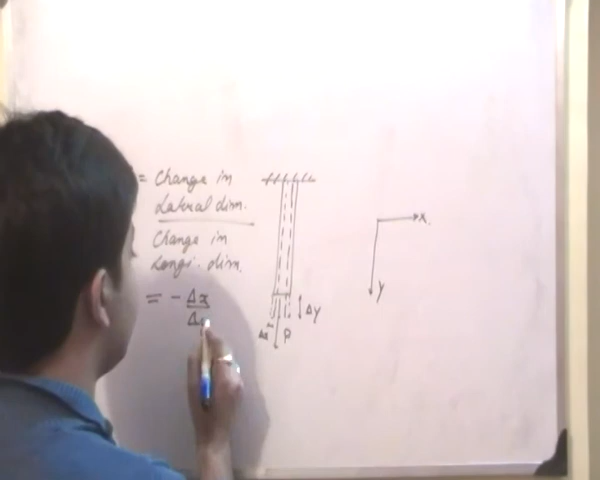 = Change in
Lateral dim.
Change in
Longi. dim.
= - Δx
Δ
Δy
P
x
y